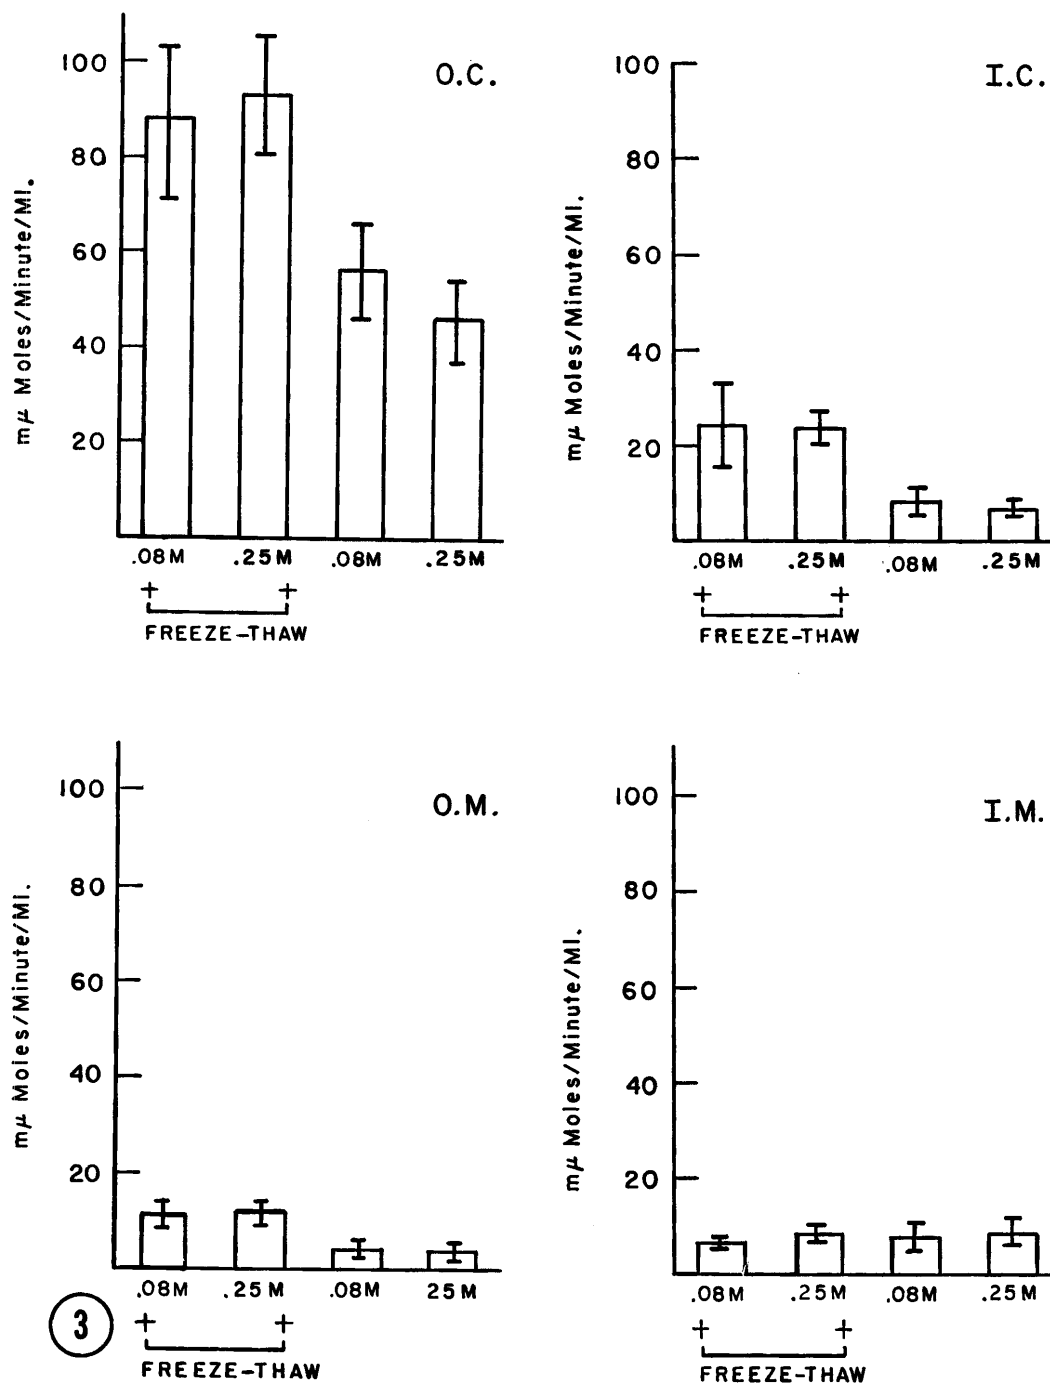 O.C.
mμ Moles/Minute/Ml.
100
80
60
40
20
.08M .25M .08M .25M
+ +
FREEZE-THAW
I.C.
mμ Moles/Minute/Ml.
100
80
60
40
20
.08M .25M .08M .25M
+ +
FREEZE-THAW
O.M.
mμ Moles/Minute/Ml.
100
80
60
40
20
.08M .25M .08M 25M
+ +
FREEZE-THAW
3
I.M.
mμ Moles/Minute/Ml.
100
80
60
40
20
.08M .25M .08M .25M
+ +
FREEZE-THAW